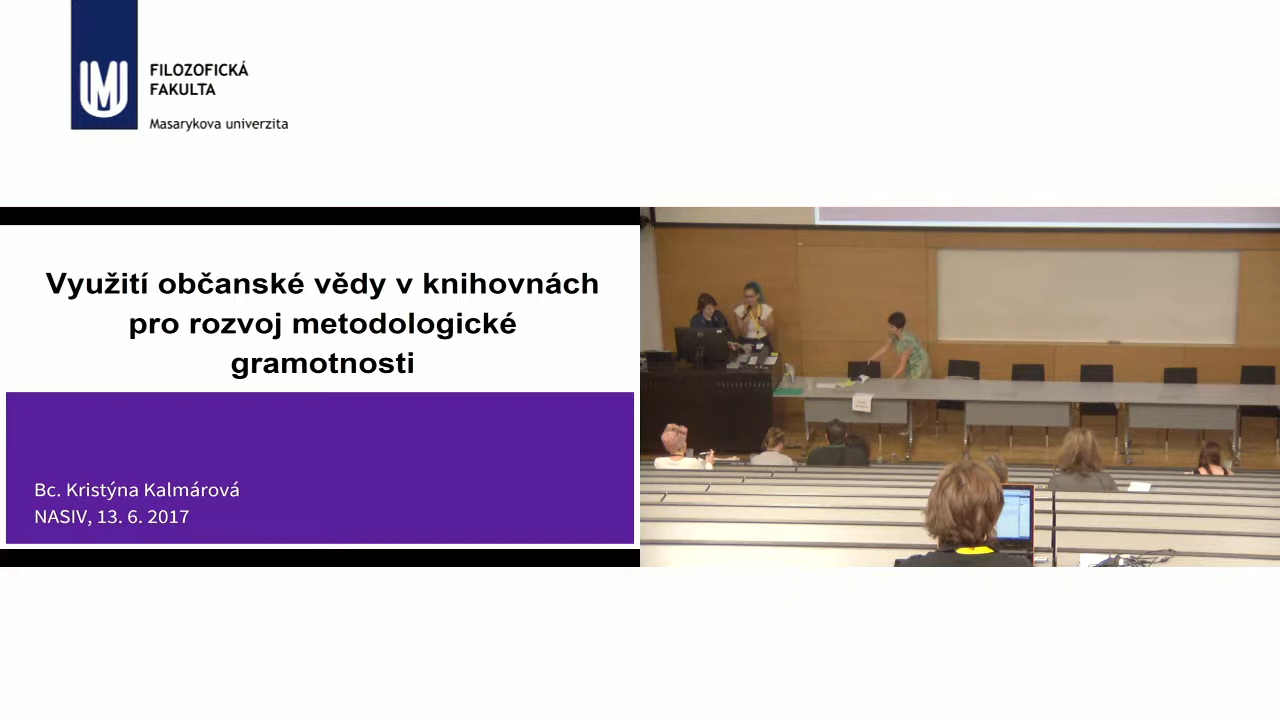 FILOZOFICKÁ
FAKULTA
Masarykova univerzita
Využití občanské vědy v knihovnách
pro rozvoj metodologické
gramotnosti
Bc. Kristýna Kalmárová
NASIV, 13. 6. 2017